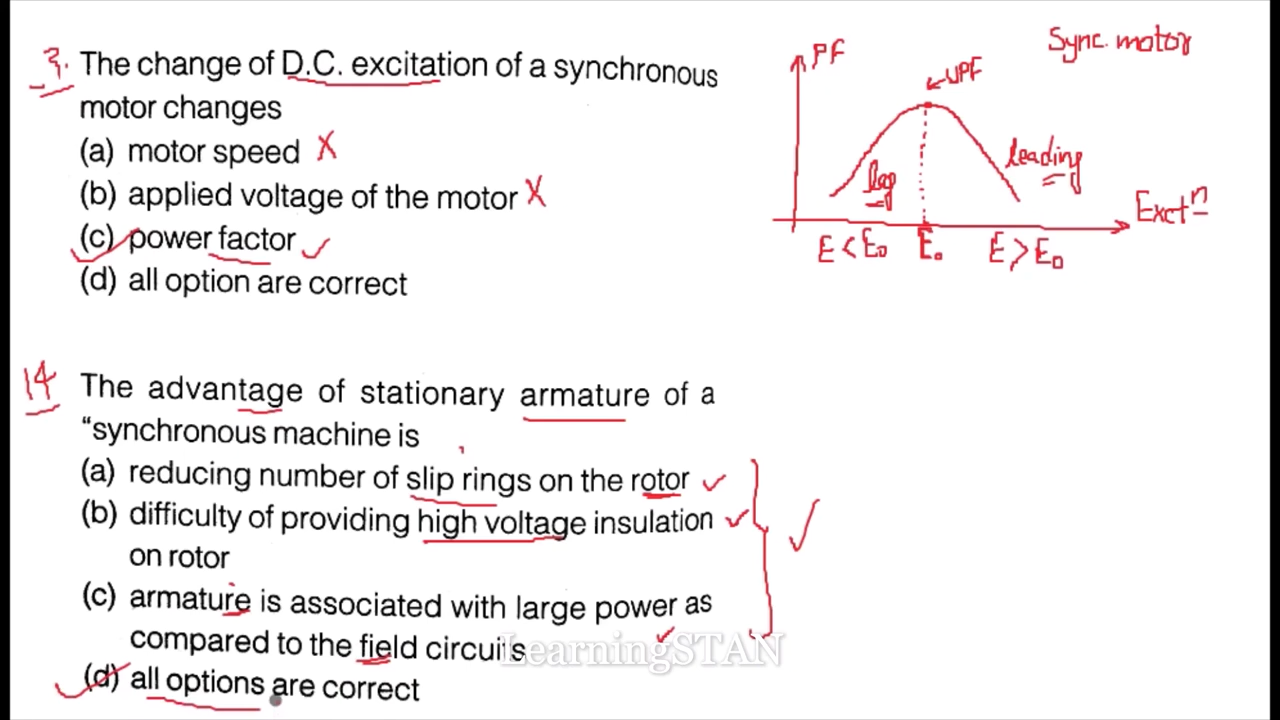 Sync. motor
PF
UPF
lag
leading
Exctn
E < E0
E0
E > E0
The change of D.C. excitation of a synchronous
motor changes
(a) motor speed X
(b) applied voltage of the motor X
(c) power factor ✓
(d) all option are correct
14
The advantage of stationary armature of a
“synchronous machine is
(a) reducing number of slip rings on the rotor ✓
(b) difficulty of providing high voltage insulation ✓
on rotor
(c) armature is associated with large power as
compared to the field circuits ✓
(d) all options are correct
LearningSTAN